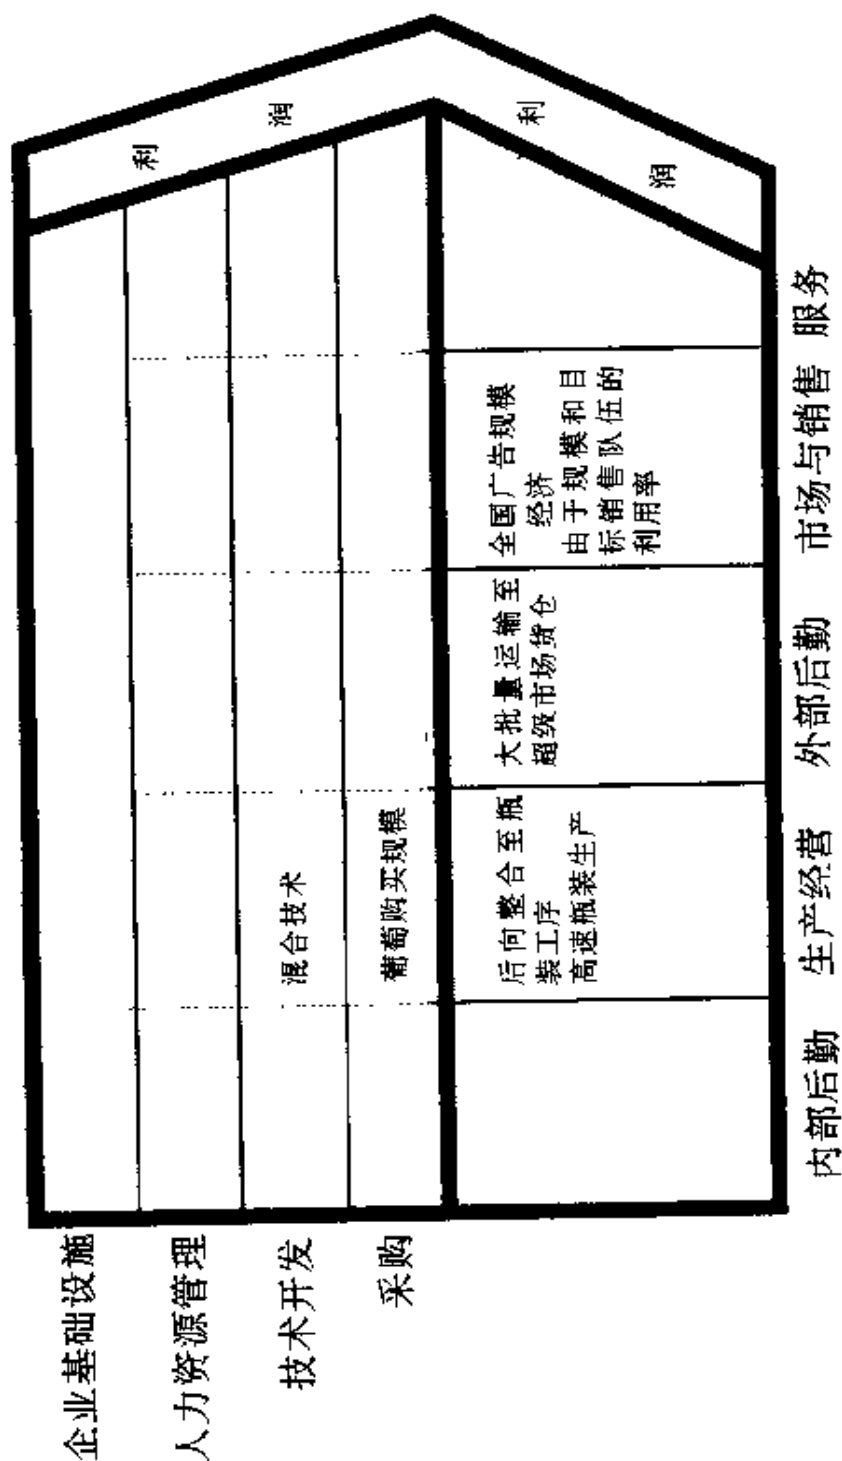 企业基础设施
人力资源管理
技术开发
混合技术
采购
葡萄购买规模
利
润
利
润
后向整合至瓶
装工序
高速瓶装生产
大批量运输至
超级市场货仓
全国广告规模
经济
由于规模和目
标销售队伍的
利用率
内部后勤
生产经营
外部后勤
市场与销售
服务